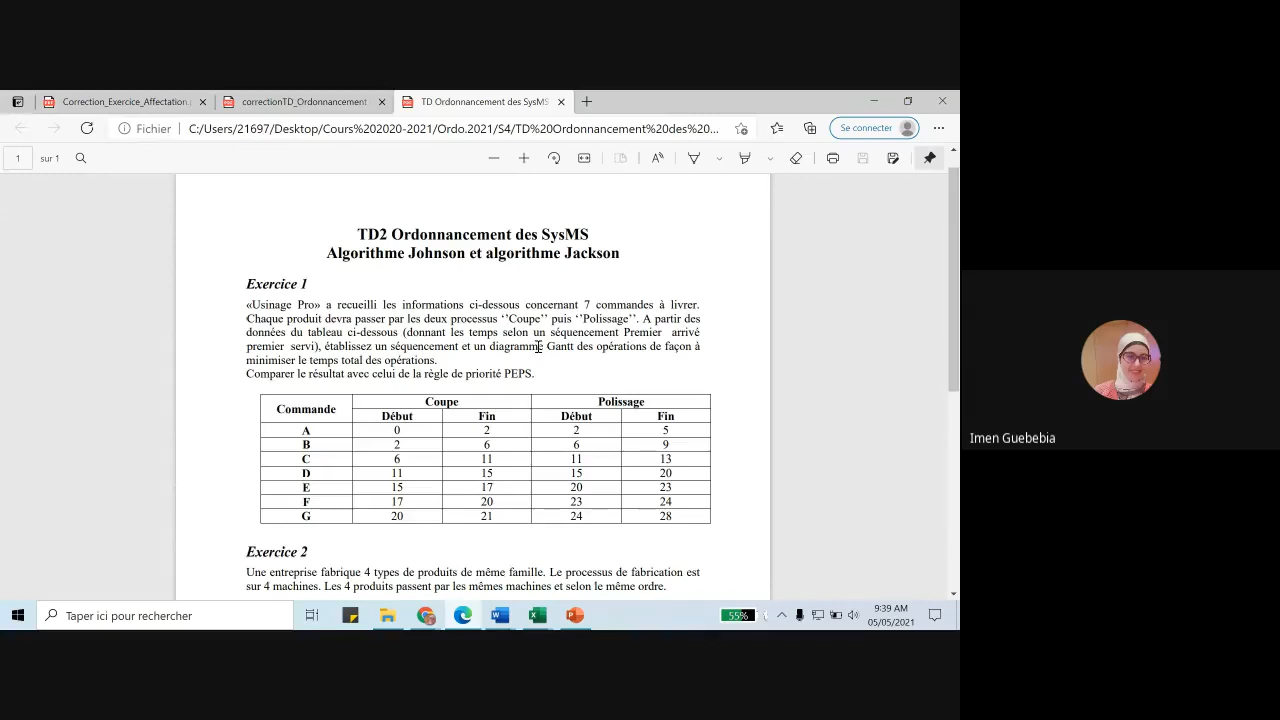 Correction_Exercice_Affectation.
correctionTD_Ordonnancement
TD Ordonnancement des SysMS
Fichier
C:/Users/21697/Desktop/Cours%202020-2021/Ordo.2021/S4/TD%20Ordonnancement%20des%20...
Se connecter
1 sur 1
TD2 Ordonnancement des SysMS
Algorithme Johnson et algorithme Jackson
Exercice 1
«Usinage Pro» a recueilli les informations ci-dessous concernant 7 commandes à livrer.
Chaque produit devra passer par les deux processus ‘’Coupe’’ puis ‘’Polissage’’. A partir des
données du tableau ci-dessous (donnant les temps selon un séquencement Premier arrivé
premier servi), établissez un séquencement et un diagramme Gantt des opérations de façon à
minimiser le temps total des opérations.
Comparer le résultat avec celui de la règle de priorité PEPS.
Commande Coupe Polissage
Début Fin Début Fin
A 0 2 2 5
B 2 6 6 9
C 6 11 11 13
D 11 15 15 20
E 15 17 20 23
F 17 20 23 24
G 20 21 24 28
Exercice 2
Une entreprise fabrique 4 types de produits de même famille. Le processus de fabrication est
sur 4 machines. Les 4 produits passent par les mêmes machines et selon le même ordre.
Taper ici pour rechercher
55%
9:39 AM
05/05/2021
Imen Guebebia